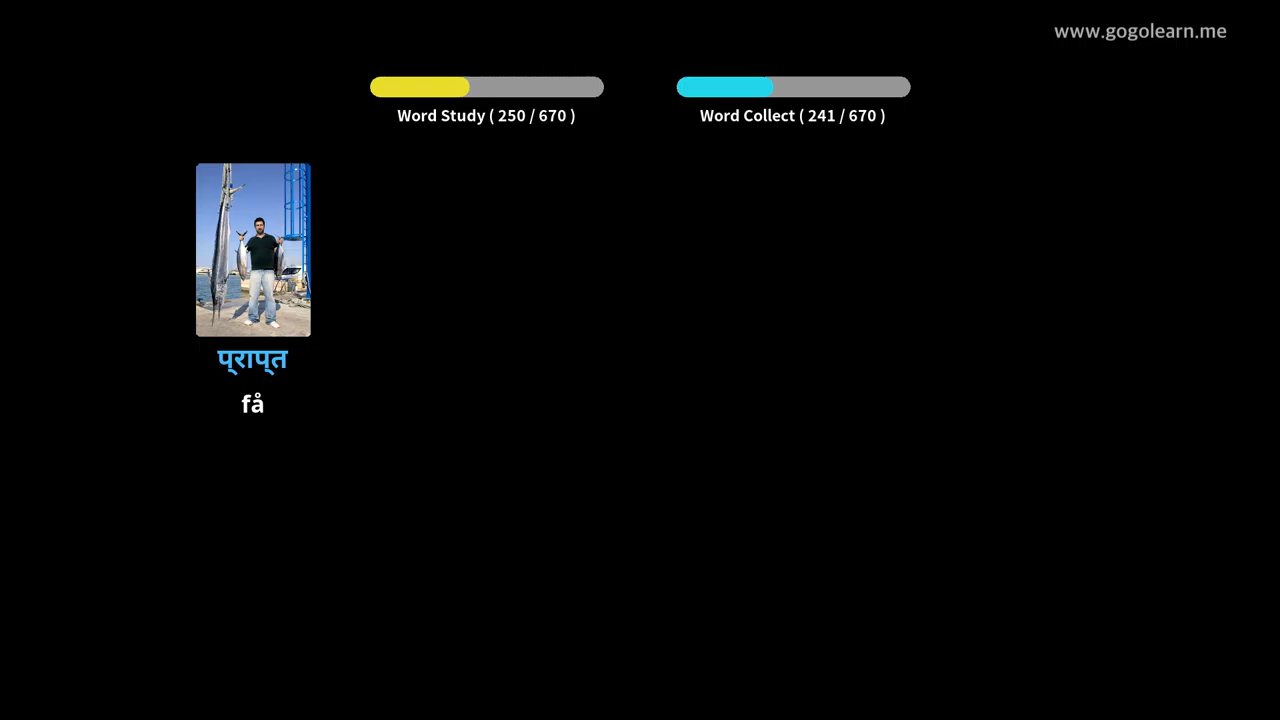 www.gogolearn.me
Word Study ( 250 / 670 )
Word Collect ( 241 / 670 )
प्राप्त
få